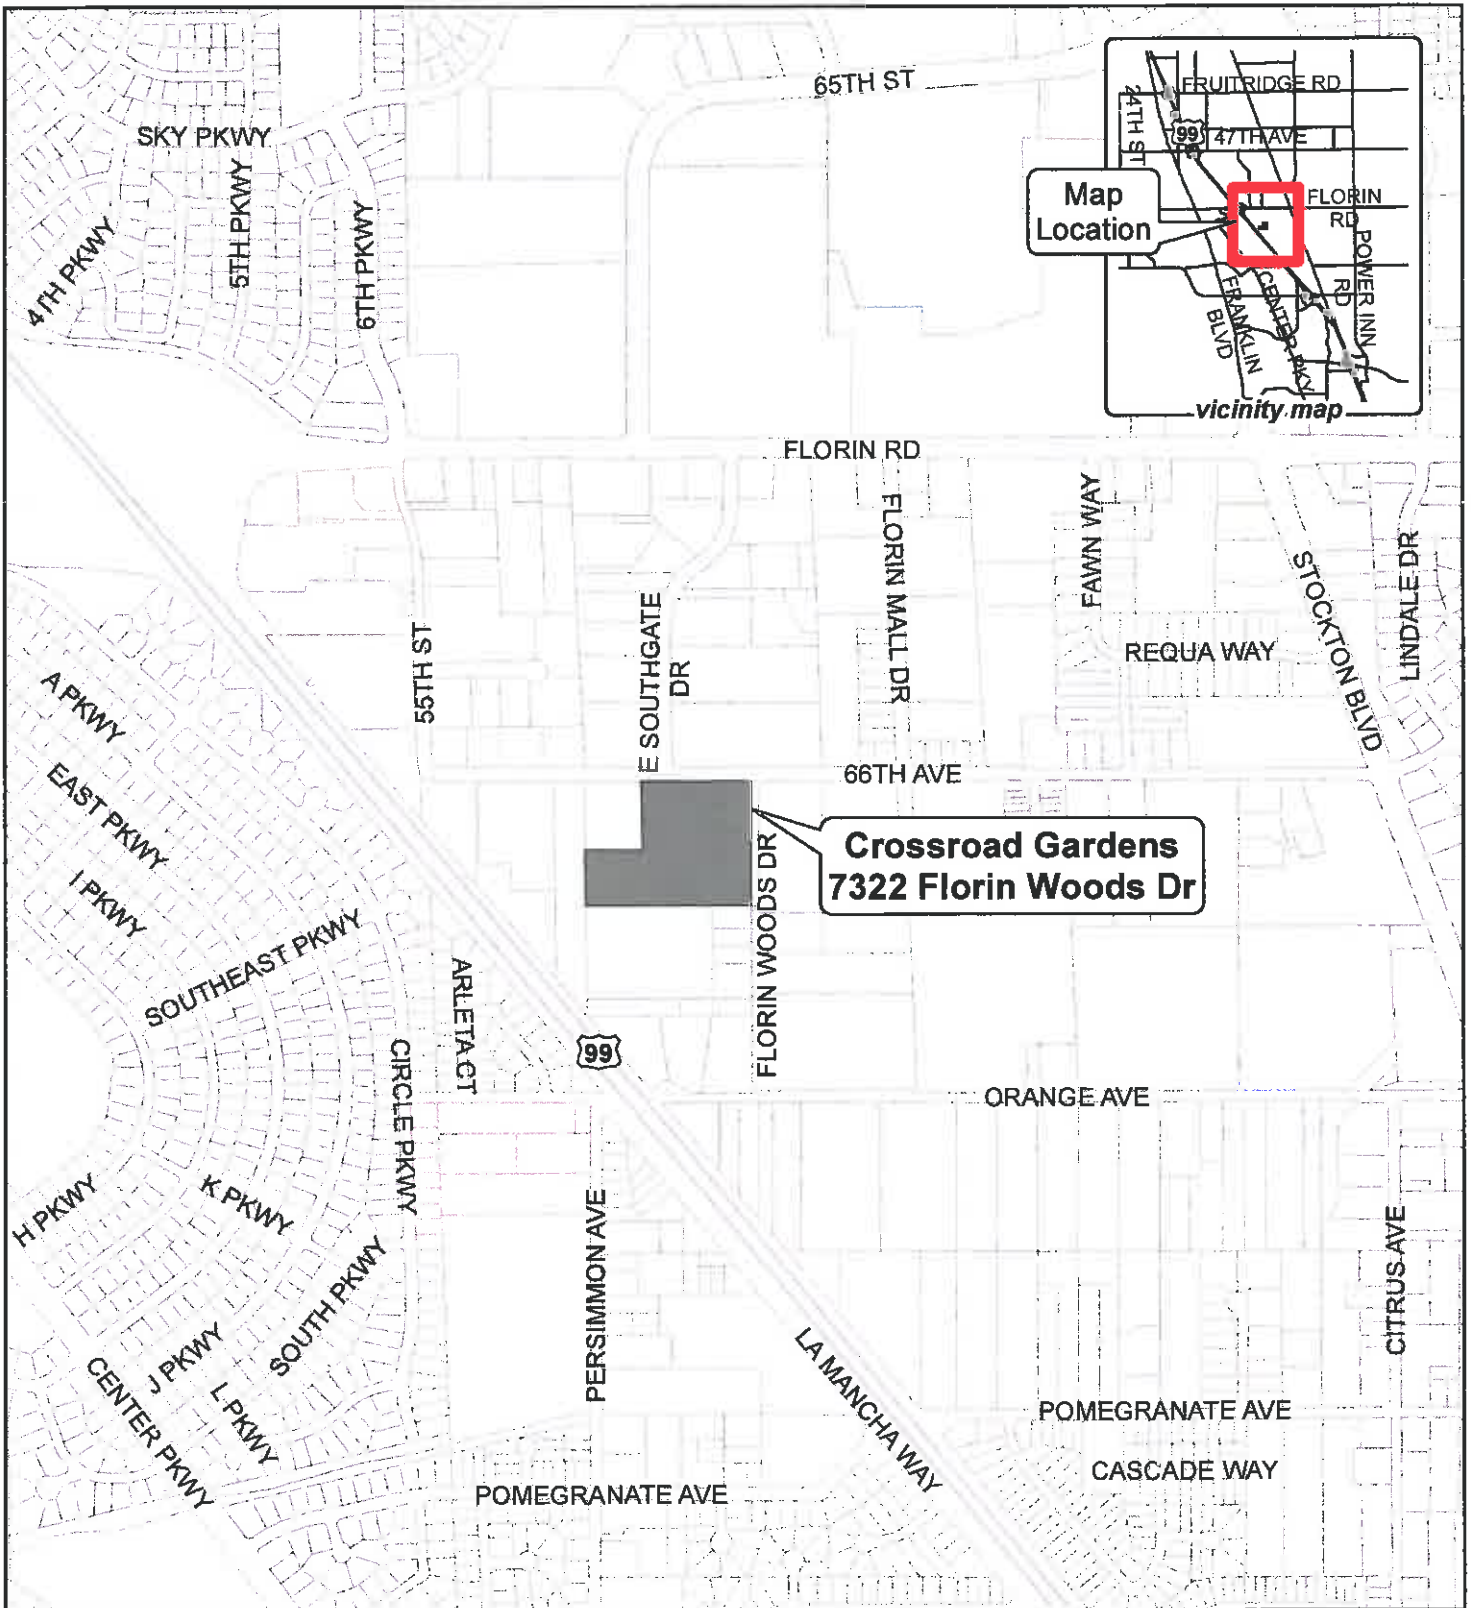 65TH ST
SKY PKWY
4TH PKWY
5TH PKWY
6TH PKWY
24TH ST
FRUITRIDGE RD
99
47TH AVE
Map
Location
FLORIN
RD
POWER INN
RD
FRANKLIN
BLVD
CENTER PKY
vicinity map
FLORIN RD
FLORIN MALL DR
FAWN WAY
STOCKTON BLVD
LINDALE DR
REQUA WAY
55TH ST
E SOUTHGATE
DR
A PKWY
EAST PKWY
I PKWY
66TH AVE
Crossroad Gardens
7322 Florin Woods Dr
FLORIN WOODS DR
SOUTHEAST PKWY
ARLETA CT
99
CIRCLE PKWY
ORANGE AVE
H PKWY
K PKWY
SOUTH PKWY
PERSIMMON AVE
CITRUS AVE
J PKWY
L PKWY
CENTER PKWY
LA MANCHA WAY
POMEGRANATE AVE
CASCADE WAY
POMEGRANATE AVE